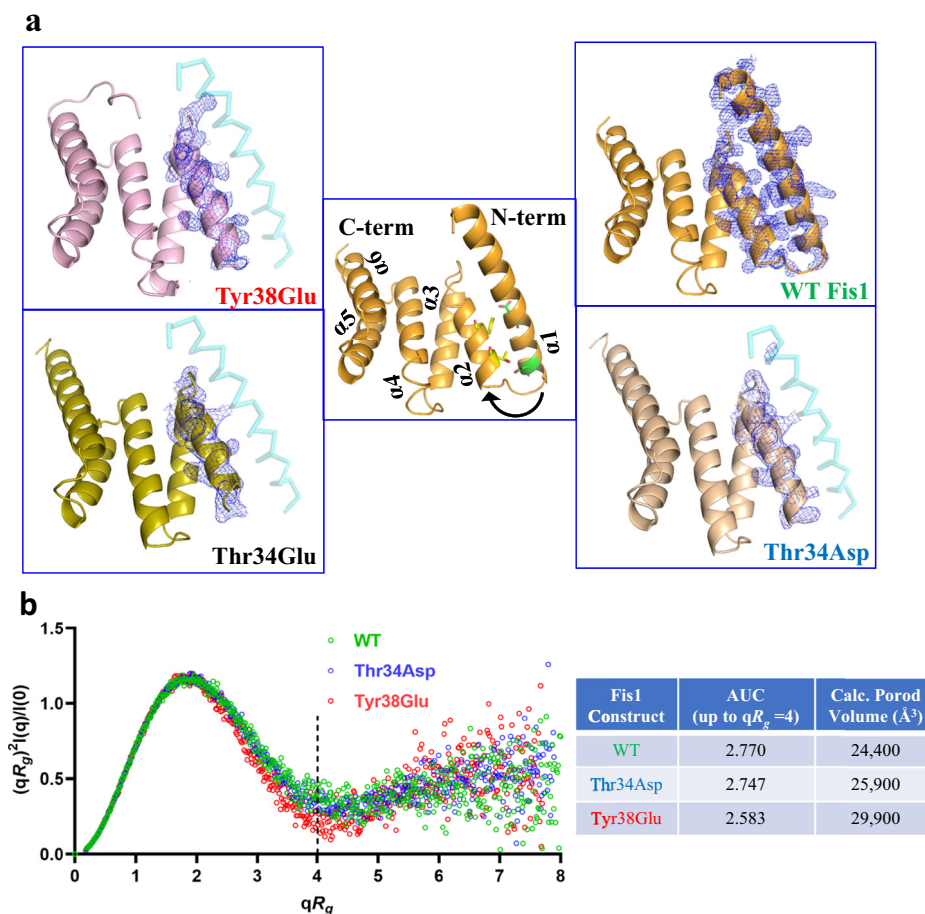 a
Tyr38Glu
WT Fis1
C-term
N-term
α6
α3
α5
α1
α2
α4
Thr34Glu
Thr34Asp
b
1.5
1.0
0.5
0.0
(qRg)²I(q)/I(0)
WT
Thr34Asp
Tyr38Glu
0 1 2 3 4 5 6 7 8
qRg
Fis1 Construct AUC (up to qRg =4) Calc. Porod Volume (Å³)
WT 2.770 24,400
Thr34Asp 2.747 25,900
Tyr38Glu 2.583 29,900